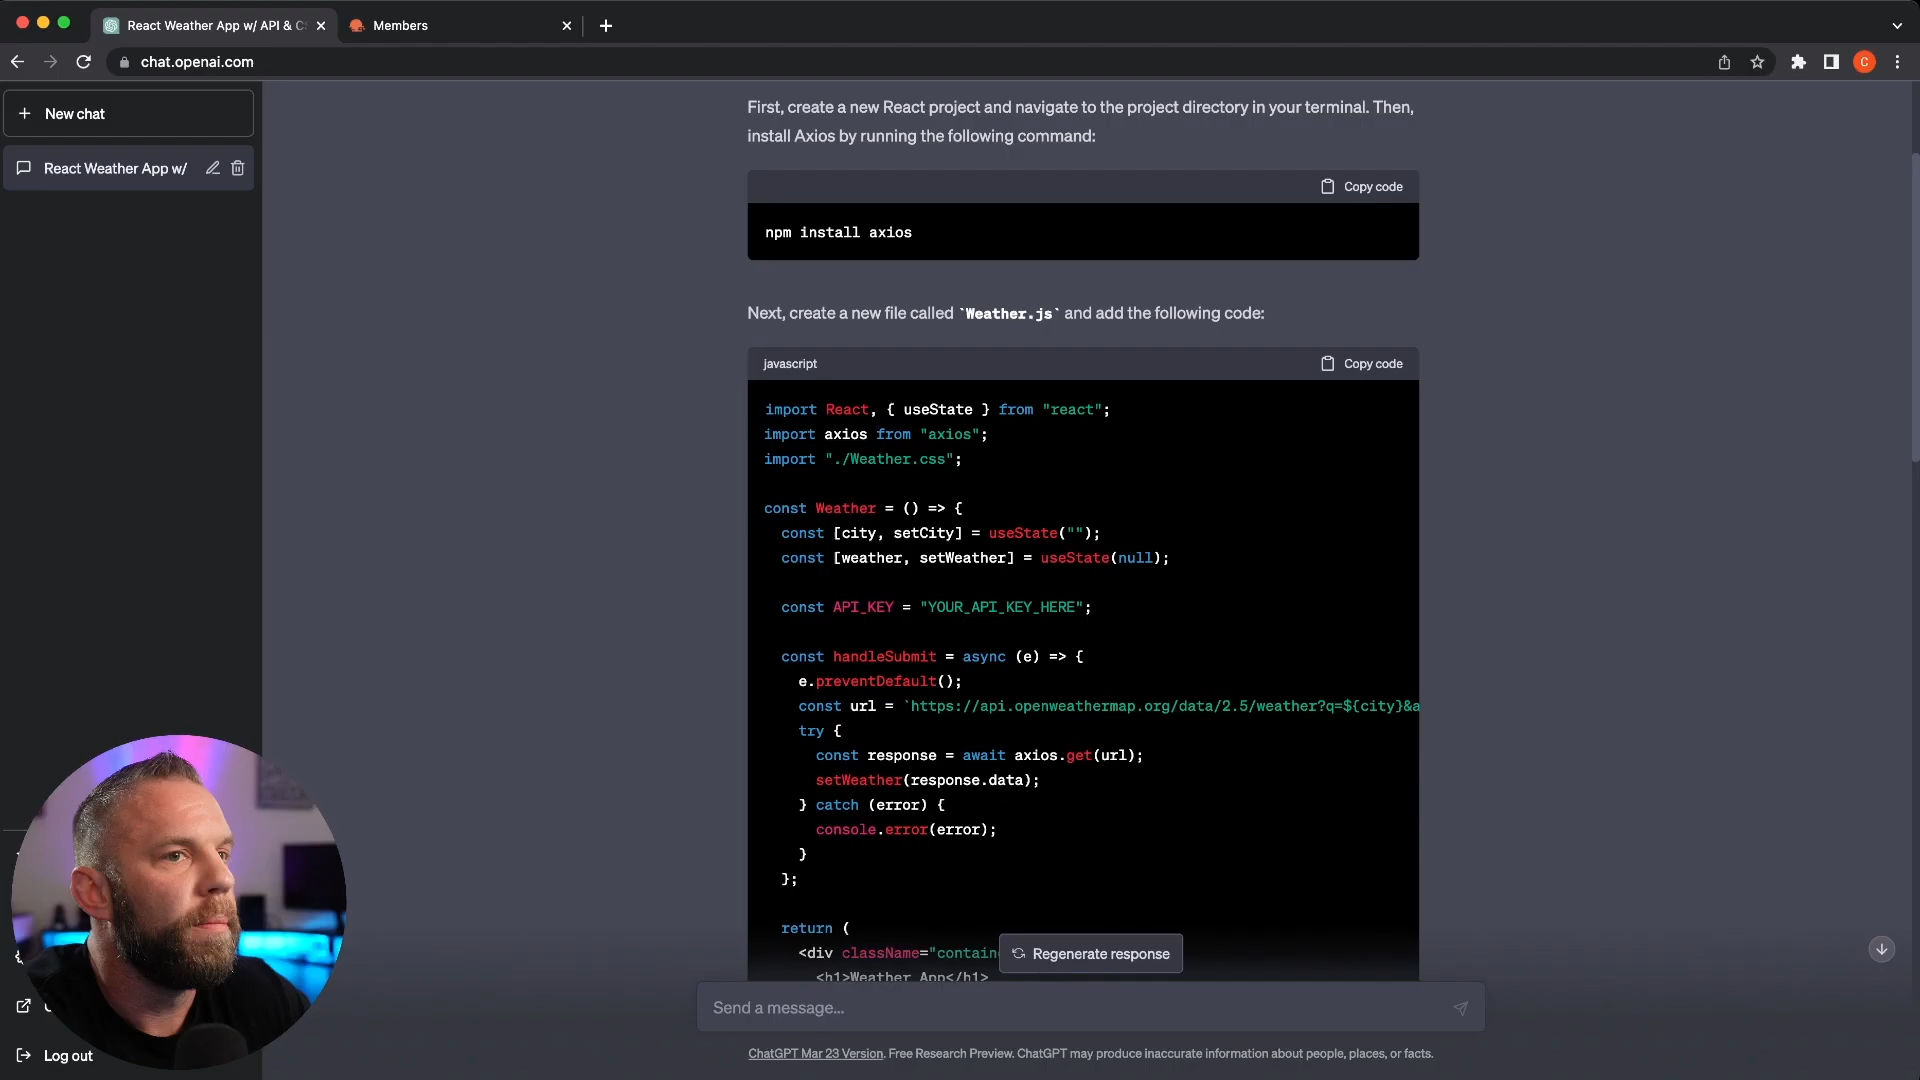 React Weather App w/ API & C
Members
chat.openai.com
C
New chat
React Weather App w/
First, create a new React project and navigate to the project directory in your terminal. Then,
install Axios by running the following command:
Copy code
npm install axios
Next, create a new file called `Weather.js` and add the following code:
javascript
Copy code
import React, { useState } from "react";
import axios from "axios";
import "./Weather.css";
const Weather = () => {
const [city, setCity] = useState("");
const [weather, setWeather] = useState(null);
const API_KEY = "YOUR_API_KEY_HERE";
const handleSubmit = async (e) => {
e.preventDefault();
const url = `https://api.openweathermap.org/data/2.5/weather?q=${city}&a
try {
const response = await axios.get(url);
setWeather(response.data);
} catch (error) {
console.error(error);
}
};
return (
<div className="contain
<h1>Weather App</h1>
Regenerate response
Send a message...
Log out
ChatGPT Mar 23 Version. Free Research Preview. ChatGPT may produce inaccurate information about people, places, or facts.